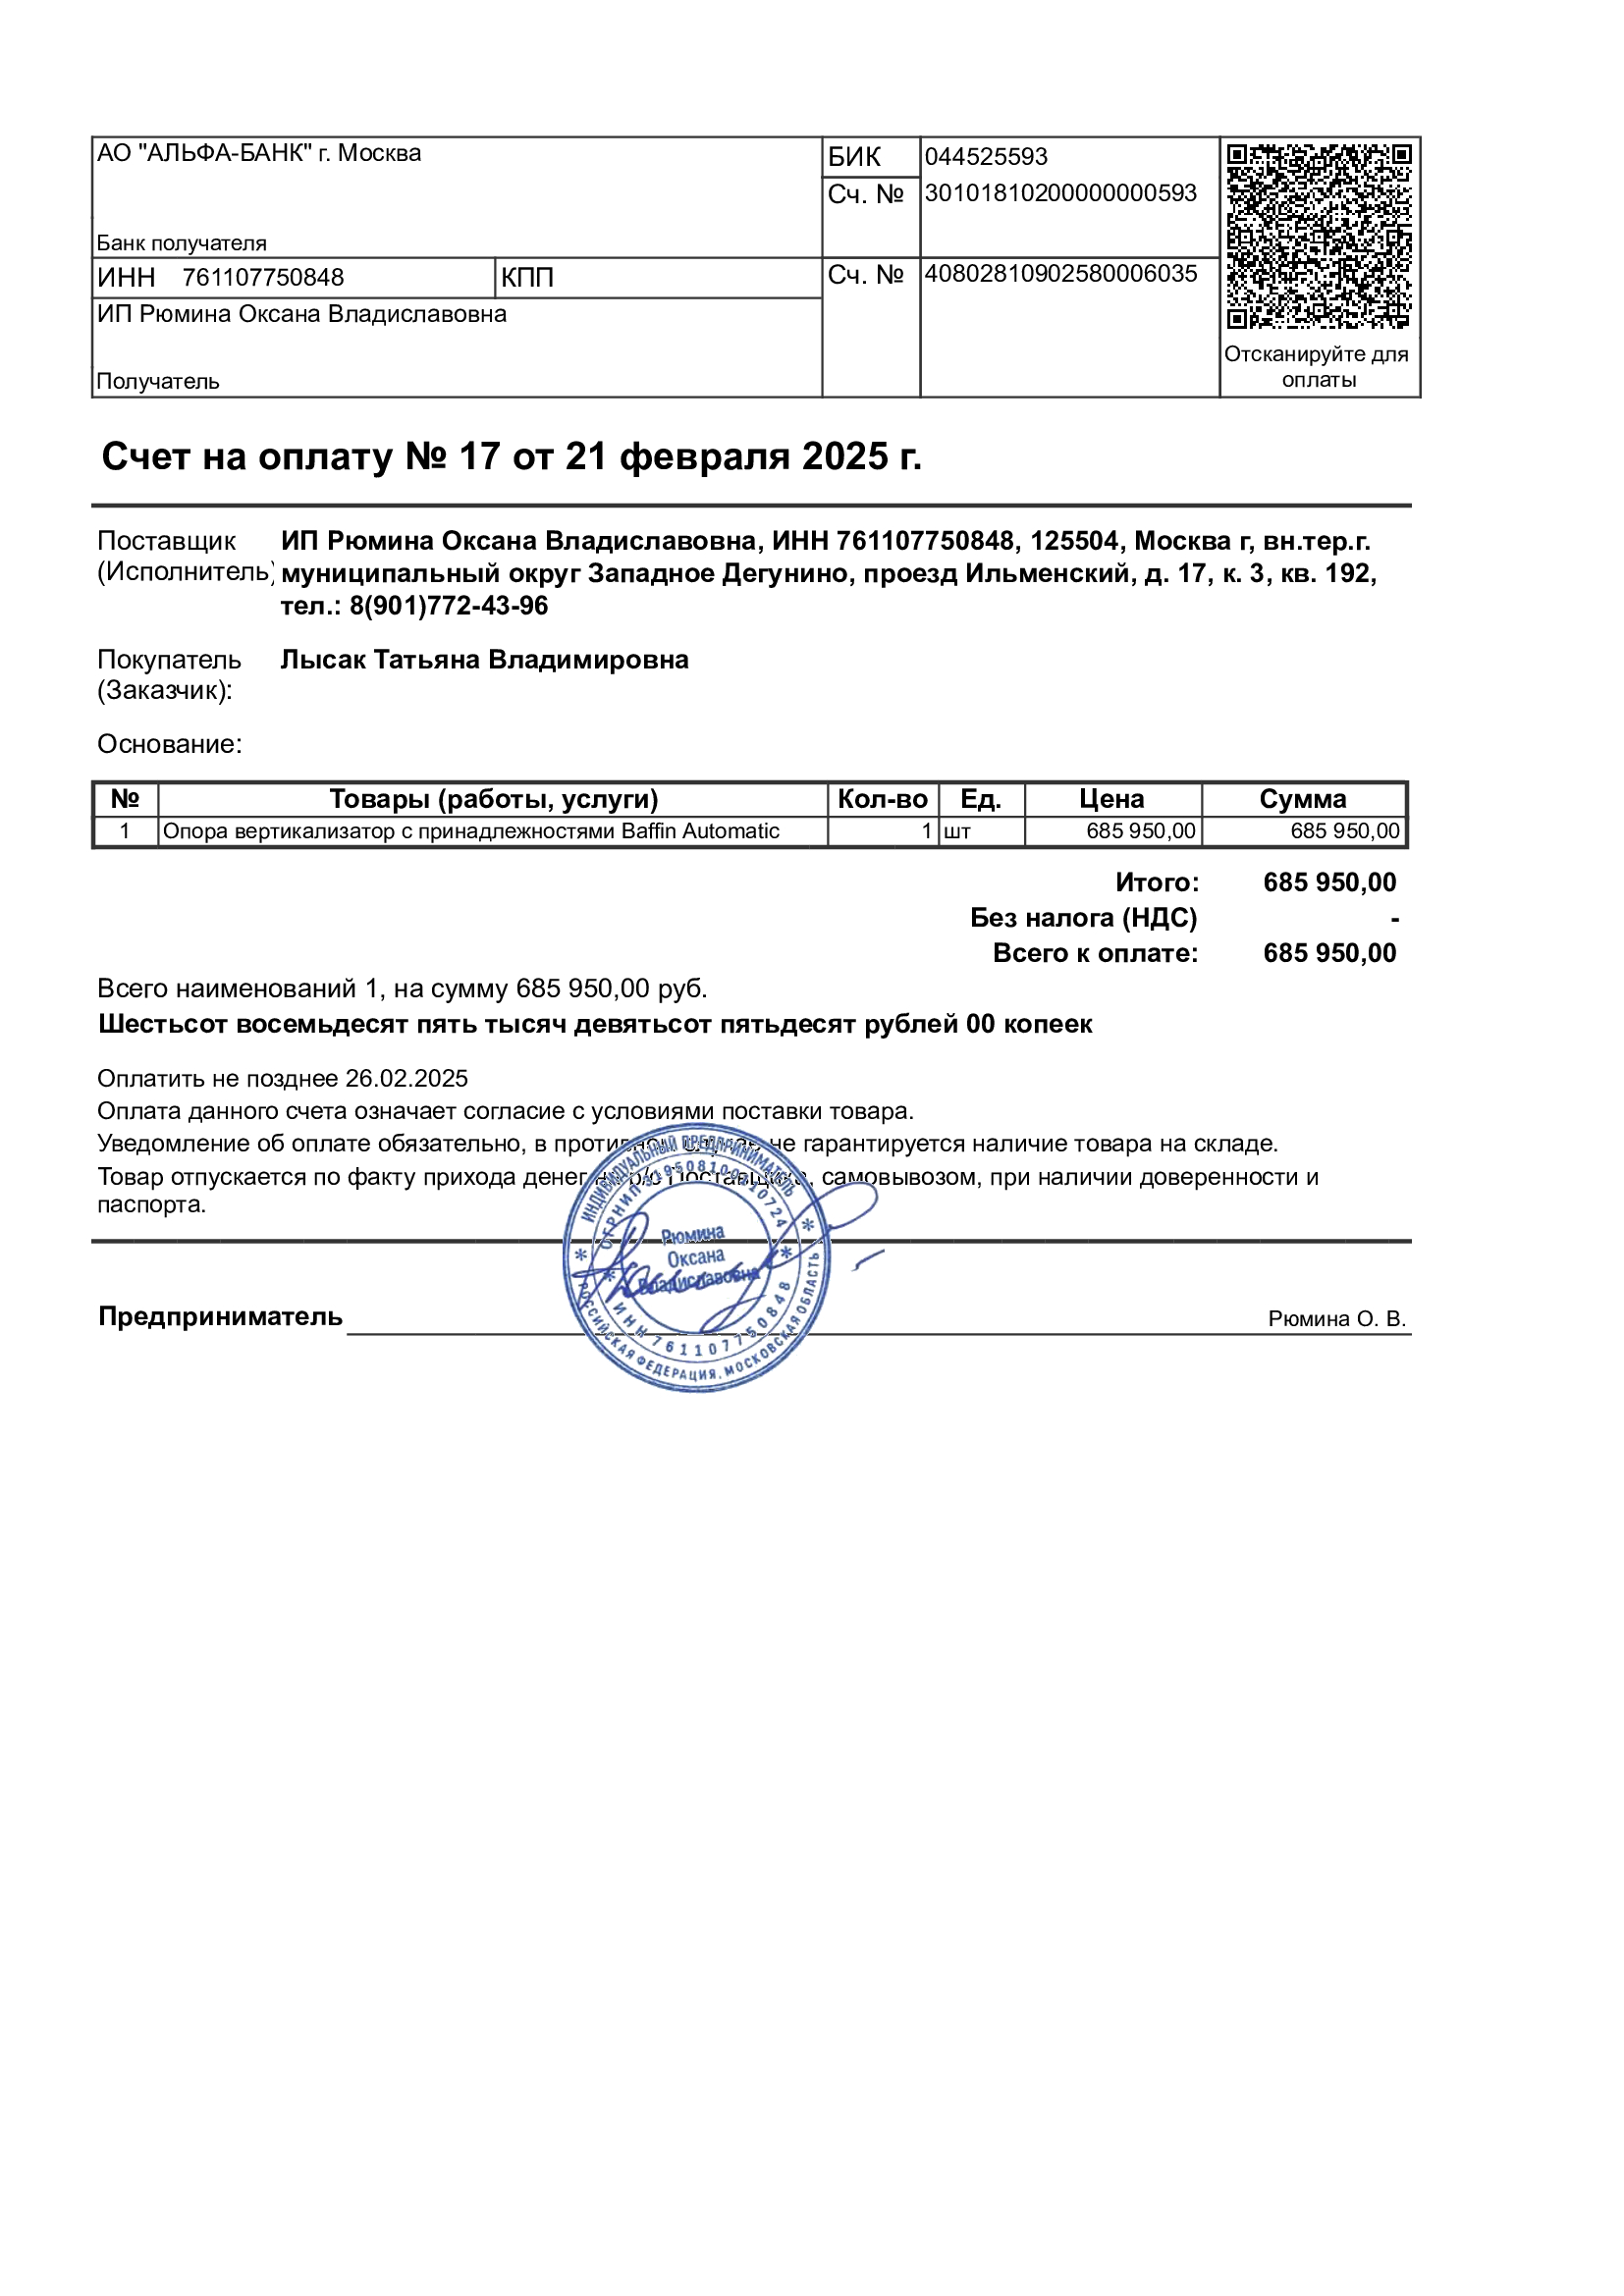 АО "АЛЬФА-БАНК" г. Москва
БИК
044525593
Сч. №
30101810200000000593
Банк получателя
ИНН 761107750848
КПП
Сч. №
40802810902580006035
ИП Рюмина Оксана Владиславовна
Получатель
Отсканируйте для
оплаты
Счет на оплату № 17 от 21 февраля 2025 г.
Поставщик
(Исполнитель)
ИП Рюмина Оксана Владиславовна, ИНН 761107750848, 125504, Москва г, вн.тер.г.
муниципальный округ Западное Дегунино, проезд Ильменский, д. 17, к. 3, кв. 192,
тел.: 8(901)772-43-96
Покупатель
(Заказчик):
Лысак Татьяна Владимировна
Основание:
№ Товары (работы, услуги) Кол-во Ед. Цена Сумма
1 Опора вертикализатор с принадлежностями Baffin Automatic 1 шт 685 950,00 685 950,00
Итого: 685 950,00
Без налога (НДС) -
Всего к оплате: 685 950,00
Всего наименований 1, на сумму 685 950,00 руб.
Шестьсот восемьдесят пять тысяч девятьсот пятьдесят рублей 00 копеек
Оплатить не позднее 26.02.2025
Оплата данного счета означает согласие с условиями поставки товара.
Уведомление об оплате обязательно, в противном случае не гарантируется наличие товара на складе.
Товар отпускается по факту прихода денег на р/с Поставщика, самовывозом, при наличии доверенности и
паспорта.
ИНДИВИДУАЛЬНЫЙ ПРЕДПРИНИМАТЕЛЬ
ОГРНИП
Рюмина
Оксана
Владиславовна
ИНН 761107750848
РОССИЙСКАЯ ФЕДЕРАЦИЯ. МОСКОВСКАЯ ОБЛАСТЬ
Предприниматель
Рюмина О. В.